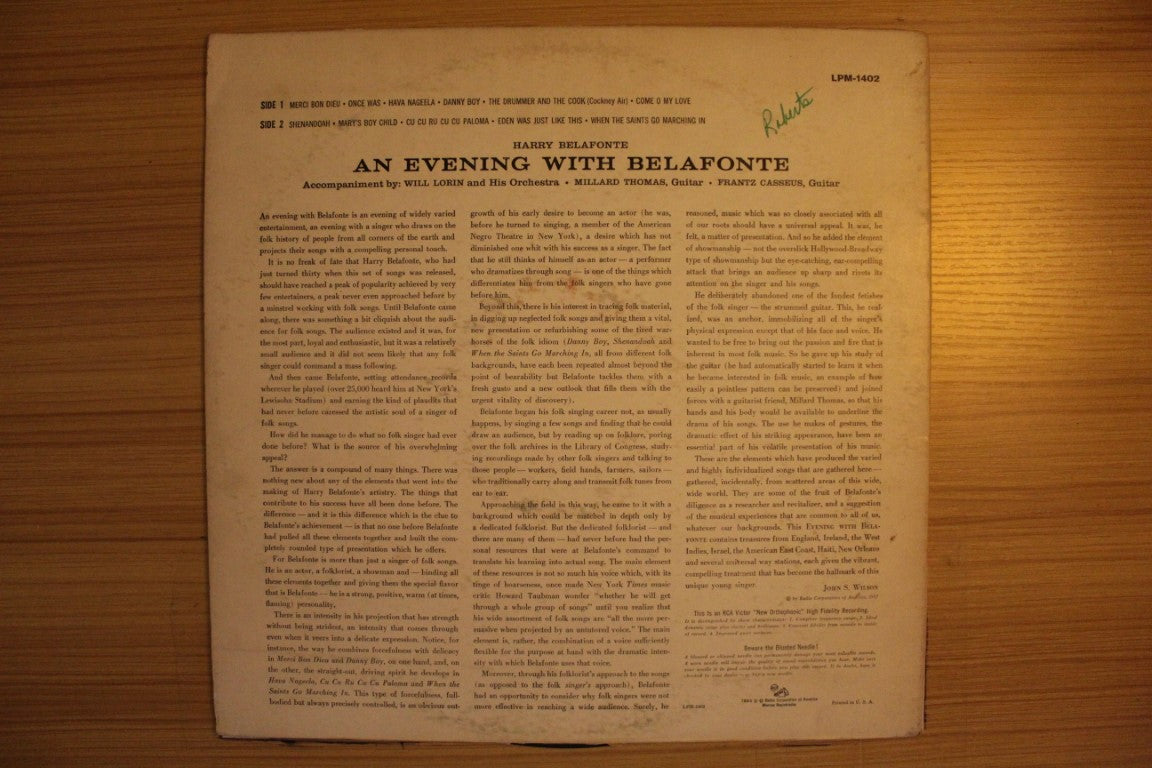 LPM-1402
Roberta
SIDE 1 MERCI BON DIEU • ONCE WAS • HAVA NAGEELA • DANNY BOY • THE DRUMMER AND THE COOK (Cockney Air) • COME O MY LOVE
SIDE 2 SHENANDOAH • MARY'S BOY CHILD • CU CU RU CU CU PALOMA • EDEN WAS JUST LIKE THIS • WHEN THE SAINTS GO MARCHING IN
HARRY BELAFONTE
AN EVENING WITH BELAFONTE
Accompaniment by: WILL LORIN and His Orchestra • MILLARD THOMAS, Guitar • FRANTZ CASSEUS, Guitar
An evening with Belafonte is an evening of widely varied
entertainment, an evening with a singer who draws on the
folk history of people from all corners of the earth and
projects their songs with a compelling personal touch.
It is no freak of fate that Harry Belafonte, who had
just turned thirty when this set of songs was released,
should have reached a peak of popularity achieved by very
few entertainers, a peak never even approached before by
a minstrel working with folk songs. Until Belafonte came
along, there was something a bit cliquish about the audi-
ence for folk songs. The audience existed and it was, for
the most part, loyal and enthusiastic, but it was a relatively
small audience and it did not seem likely that any folk
singer could command a mass following.
And then came Belafonte, setting attendance records
wherever he played (over 25,000 heard him at New York's
Lewisohn Stadium) and earning the kind of plaudits that
had never before caressed the artistic soul of a singer of
folk songs.
How did he manage to do what no folk singer had ever
done before? What is the source of his overwhelming
appeal?
The answer is a compound of many things. There was
nothing new about any of the elements that went into the
making of Harry Belafonte's artistry. The things that
contribute to his success have all been done before. The
difference — and it is this difference which is the clue to
Belafonte's achievement — is that no one before Belafonte
had pulled all these elements together and built the com-
pletely rounded type of presentation which he offers.
For Belafonte is more than just a singer of folk songs.
He is an actor, a folklorist, a showman and — binding all
these elements together and giving them the special flavor
that is Belafonte — he is a strong, positive, warm (at times,
flaming) personality.
There is an intensity in his projection that has strength
without being strident, an intensity that comes through
even when it veers into a delicate expression. Notice, for
instance, the way he combines forcefulness with delicacy
in Merci Bon Dieu and Danny Boy, on one hand, and, on
the other, the straight-out, driving spirit he develops in
Hava Nageela, Cu Cu Ru Cu Cu Paloma and When the
Saints Go Marching In. This type of forcefulness, full-
bodied but always precisely controlled, is an obvious out-
growth of his early desire to become an actor (he was,
before he turned to singing, a member of the American
Negro Theatre in New York), a desire which has not
diminished one whit with his success as a singer. The fact
that he still thinks of himself as an actor — a performer
who dramatizes through song — is one of the things which
differentiates him from the folk singers who have gone
before him.
Beyond this, there is his interest in tracing folk material,
in digging up neglected folk songs and giving them a vital,
new presentation or refurbishing some of the tired war-
horses of the folk idiom (Danny Boy, Shenandoah and
When the Saints Go Marching In, all from different folk
backgrounds, have each been repeated almost beyond the
point of bearability but Belafonte tackles them with a
fresh gusto and a new outlook that fills them with the
urgent vitality of discovery).
Belafonte began his folk singing career not, as usually
happens, by singing a few songs and finding that he could
draw an audience, but by reading up on folklore, poring
over the folk archives in the Library of Congress, study-
ing recordings made by other folk singers and talking to
those people — workers, field hands, farmers, sailors —
who traditionally carry along and transmit folk tunes from
ear to ear.
Approaching the field in this way, he came to it with a
background which could be matched in depth only by
a dedicated folklorist. But the dedicated folklorist — and
there are many of them — had never before had the per-
sonal resources that were at Belafonte's command to
translate his learning into actual song. The main element
of these resources is not so much his voice which, with its
tinge of hoarseness, once made New York Times music
critic Howard Taubman wonder "whether he will get
through a whole group of songs" until you realize that
his wide assortment of folk songs are "all the more per-
suasive when projected by an untutored voice." The main
element is, rather, the combination of a voice sufficiently
flexible for the purpose at hand with the dramatic inten-
sity with which Belafonte uses that voice.
Moreover, through his folklorist's approach to the songs
(as opposed to the folk singer's approach), Belafonte
had an opportunity to consider why folk singers were not
more effective in reaching a wide audience. Surely, he
reasoned, music which was so closely associated with all
of our roots should have a universal appeal. It was, he
felt, a matter of presentation. And so he added the element
of showmanship — not the overslick Hollywood-Broadway
type of showmanship but the eye-catching, ear-compelling
attack that brings an audience up sharp and rivets its
attention on the singer and his songs.
He deliberately abandoned one of the fondest fetishes
of the folk singer — the strummed guitar. This, he real-
ized, was an anchor, immobilizing all of the singer's
physical expression except that of his face and voice. He
wanted to be free to bring out the passion and fire that is
inherent in most folk music. So he gave up his study of
the guitar (he had automatically started to learn it when
he became interested in folk music, an example of how
easily a pointless pattern can be preserved) and joined
forces with a guitarist friend, Millard Thomas, so that his
hands and his body would be available to underline the
drama of his songs. The use he makes of gestures, the
dramatic effect of his striking appearance, have been an
essential part of his volatile presentation of his music.
These are the elements which have produced the varied
and highly individualized songs that are gathered here —
gathered, incidentally, from scattered areas of this wide,
wide world. They are some of the fruit of Belafonte's
diligence as a researcher and revitalizer, and a suggestion
of the musical experiences that are common to all of us,
whatever our backgrounds. This EVENING WITH BELA-
FONTE contains treasures from England, Ireland, the West
Indies, Israel, the American East Coast, Haiti, New Orleans
and several universal way stations, each given the vibrant,
compelling treatment that has become the hallmark of this
unique young singer.
JOHN S. WILSON
© by Radio Corporation of America, 1957
This Is an RCA Victor "New Orthophonic" High Fidelity Recording.
Beware the Blunted Needle!
LPM-1402
Radio Corporation of America
Marcas Registradas
Printed in U. S. A.